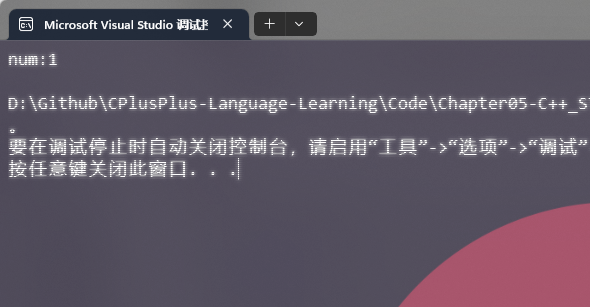 Microsoft Visual Studio 调试
num:1
D:\Github\CPlusPlus-Language-Learning\Code\Chapter05-C++_S
。
要在调试停止时自动关闭控制台，请启用“工具”->“选项”->“调试”
按任意键关闭此窗口. . .